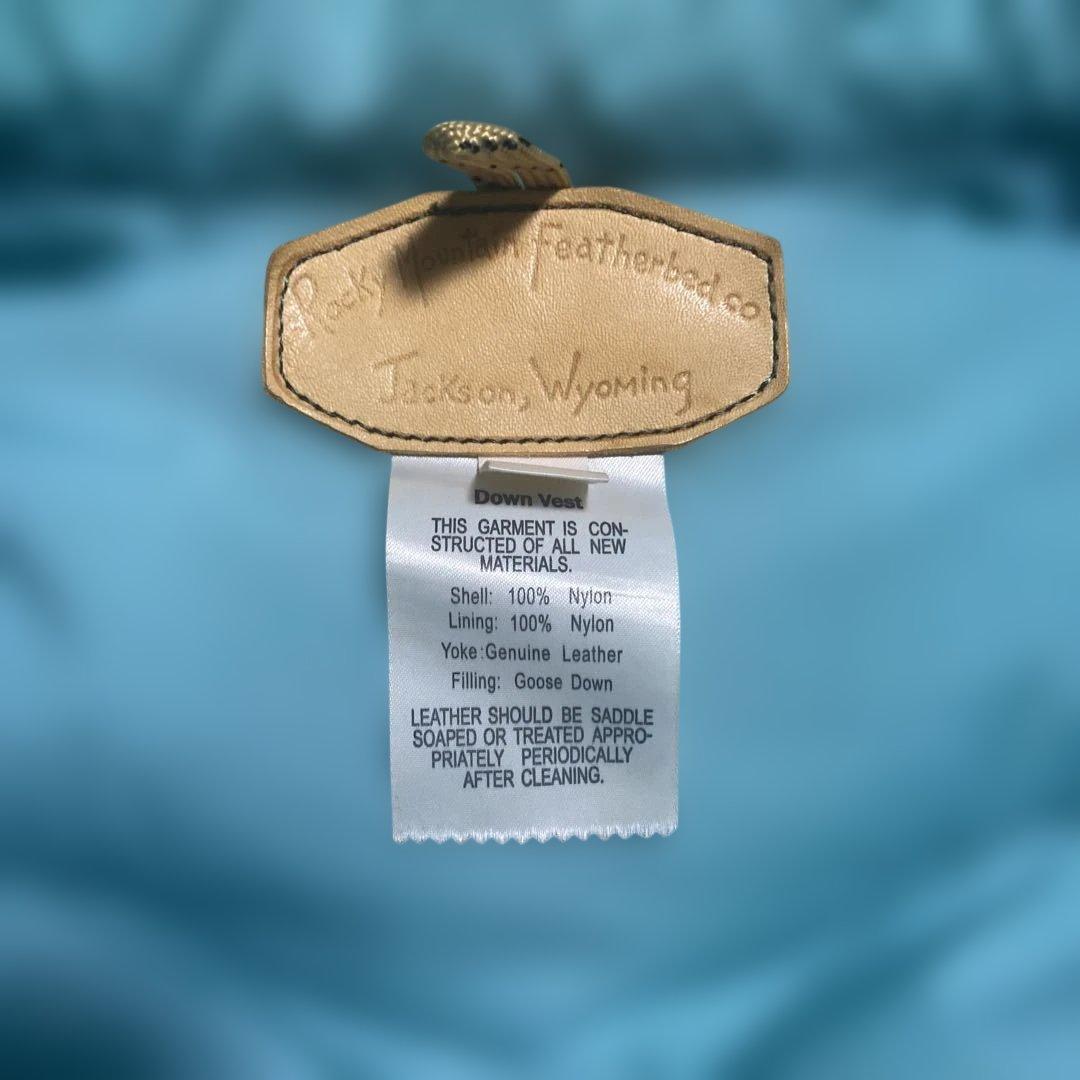 Rocky Mountain Featherbed co
Jackson, Wyoming
Down Vest
THIS GARMENT IS CON-
STRUCTED OF ALL NEW
MATERIALS.
Shell: 100% Nylon
Lining: 100% Nylon
Yoke:Genuine Leather
Filling: Goose Down
LEATHER SHOULD BE SADDLE
SOAPED OR TREATED APPRO-
PRIATELY PERIODICALLY
AFTER CLEANING.